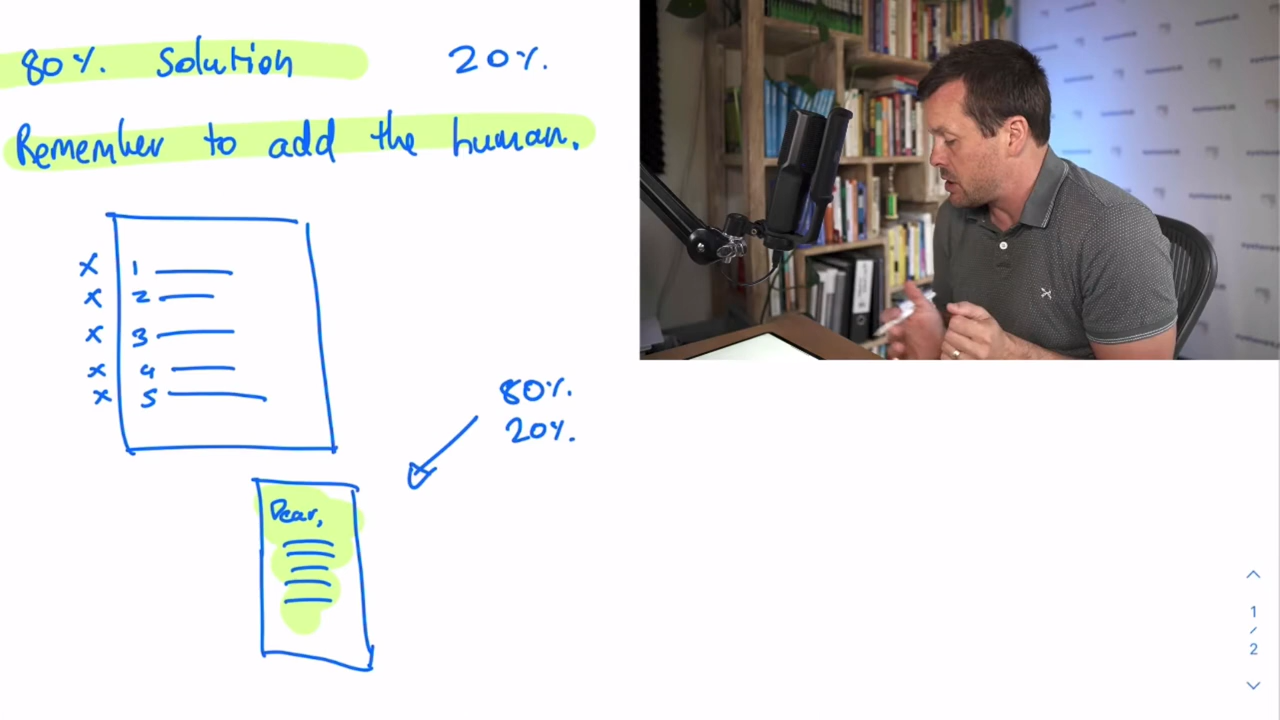 80%. Solution 20%.
Remember to add the human.
x 1
x 2
x 3
x 4
x 5
80%.
20%.
Dear,
1
/
2